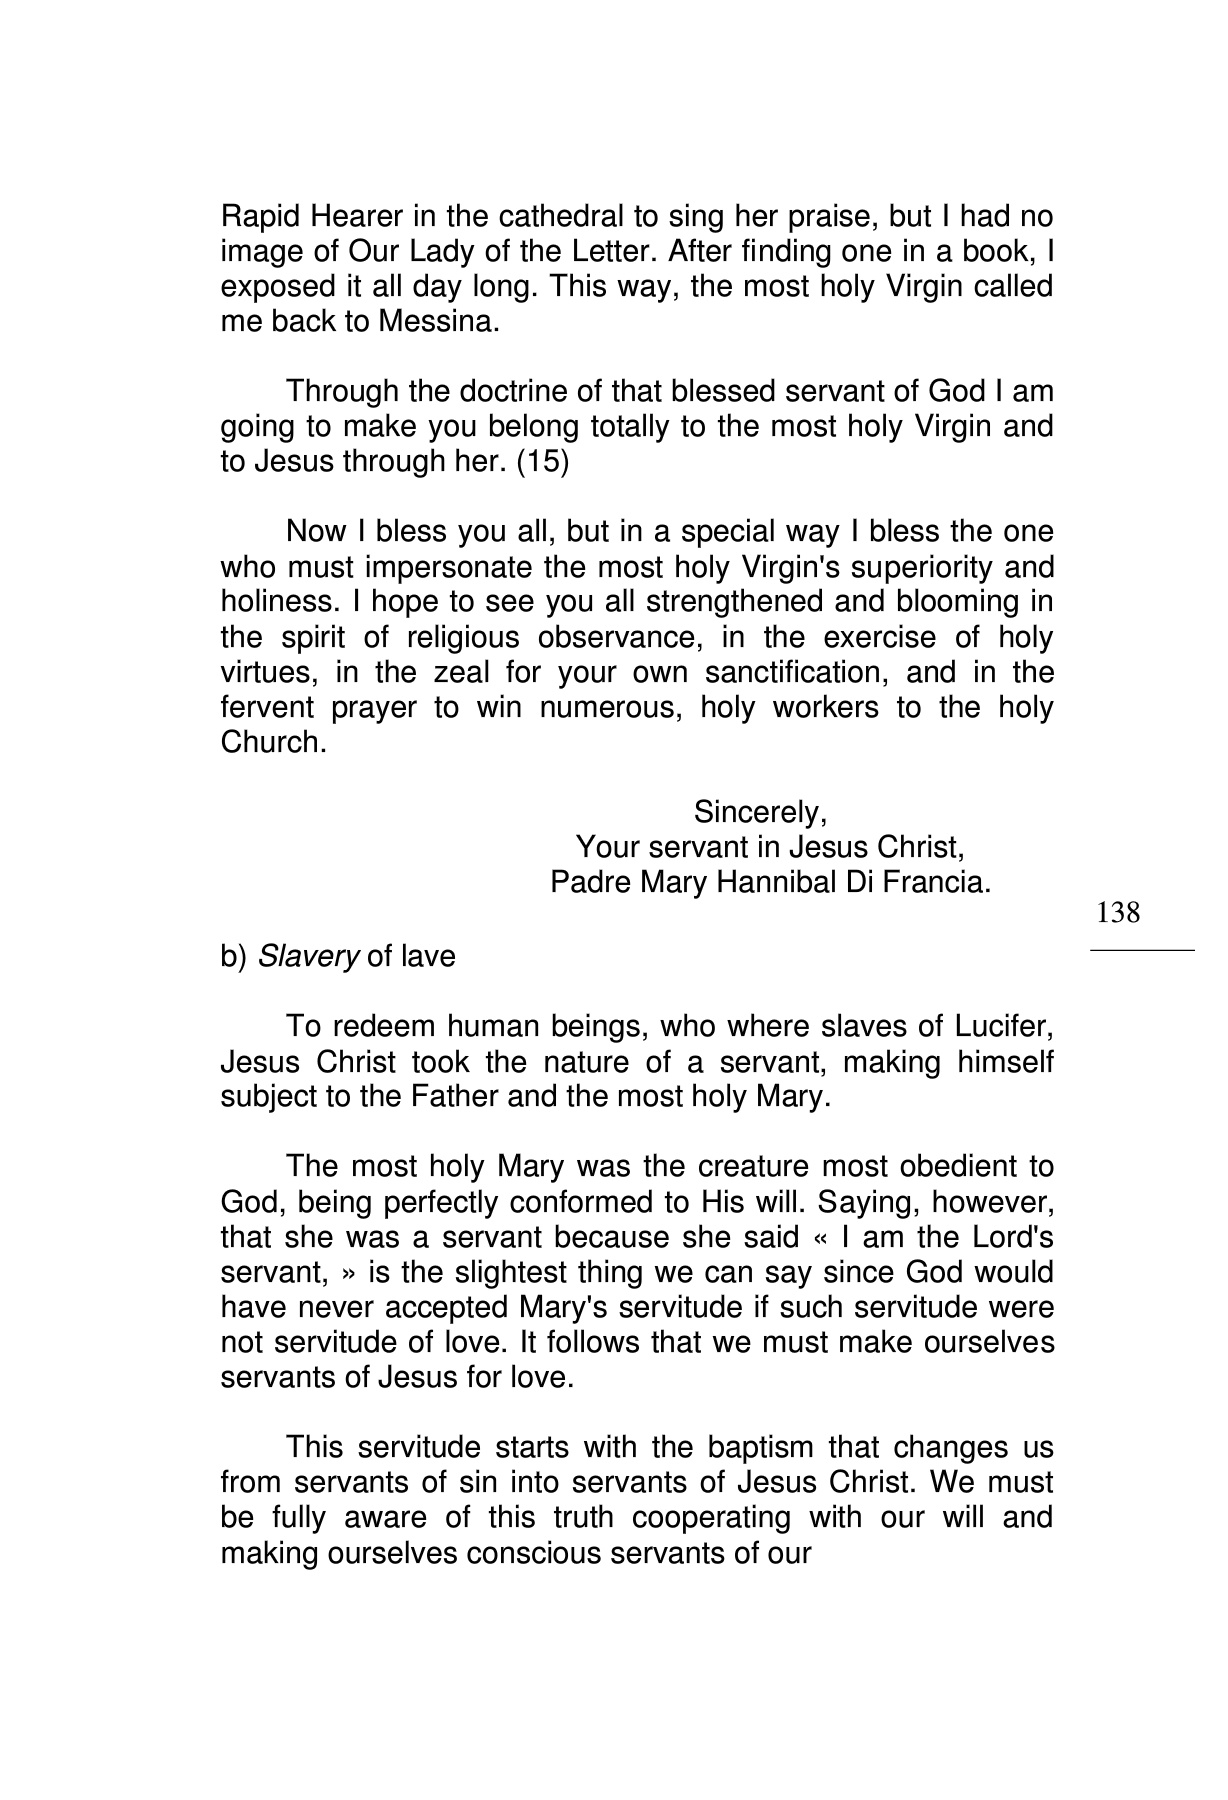 Rapid Hearer in the cathedral to sing her praise, but I had no
image of Our Lady of the Letter. After finding one in a book, I
exposed it all day long. This way, the most holy Virgin called
me back to Messina.
Through the doctrine of that blessed servant of God I am
going to make you belong totally to the most holy Virgin and
to Jesus through her. (15)
Now I bless you all, but in a special way I bless the one
who must impersonate the most holy Virgin's superiority and
holiness. I hope to see you all strengthened and blooming in
the spirit of religious observance, in the exercise of holy
virtues, in the zeal for your own sanctification, and in the
fervent prayer to win numerous, holy workers to the holy
Church.
Sincerely,
Your servant in Jesus Christ,
Padre Mary Hannibal Di Francia.
138
b) Slavery of lave
To redeem human beings, who where slaves of Lucifer,
Jesus Christ took the nature of a servant, making himself
subject to the Father and the most holy Mary.
The most holy Mary was the creature most obedient to
God, being perfectly conformed to His will. Saying, however,
that she was a servant because she said « I am the Lord's
servant, » is the slightest thing we can say since God would
have never accepted Mary's servitude if such servitude were
not servitude of love. It follows that we must make ourselves
servants of Jesus for love.
This servitude starts with the baptism that changes us
from servants of sin into servants of Jesus Christ. We must
be fully aware of this truth cooperating with our will and
making ourselves conscious servants of our